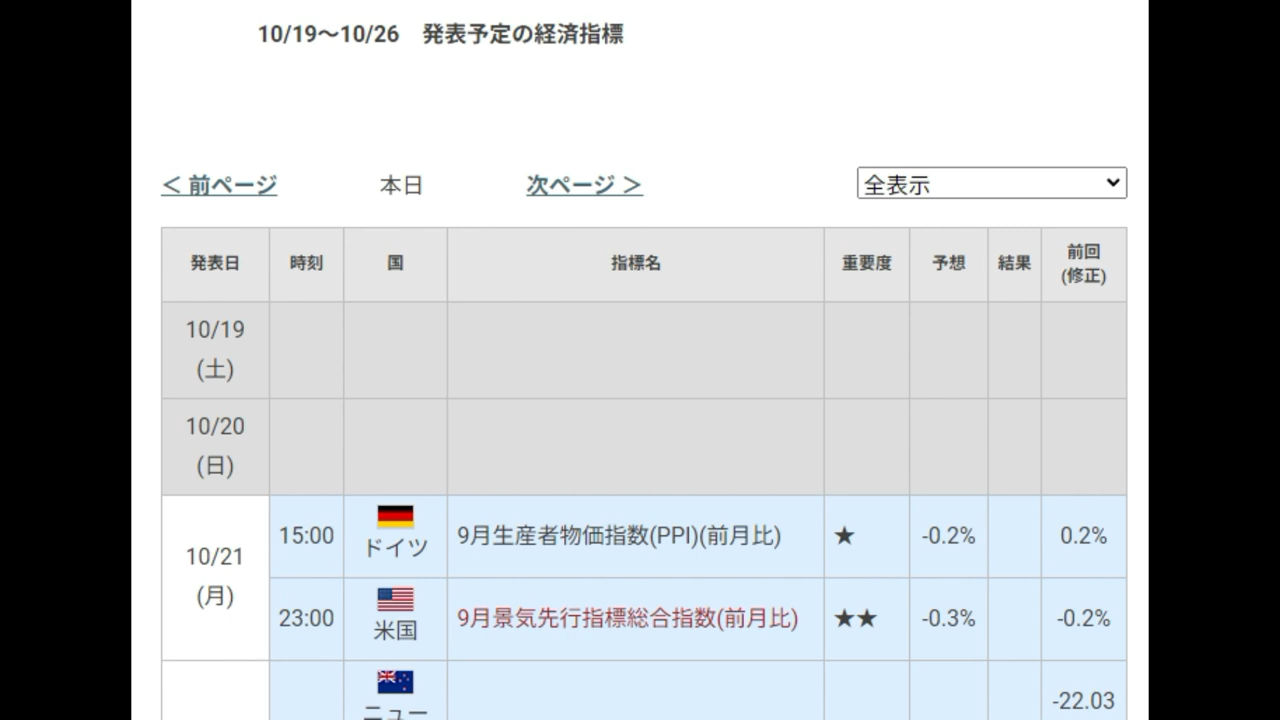 10/19～10/26　発表予定の経済指標
＜ 前ページ 本日 次ページ ＞ 全表示
発表日 時刻 国 指標名 重要度 予想 結果 前回
(修正)
10/19
(土)
10/20
(日)
10/21
(月)
15:00 ドイツ 9月生産者物価指数(PPI)(前月比) ★ -0.2% 0.2%
23:00 米国 9月景気先行指標総合指数(前月比) ★★ -0.3% -0.2%
ニュー -22.03